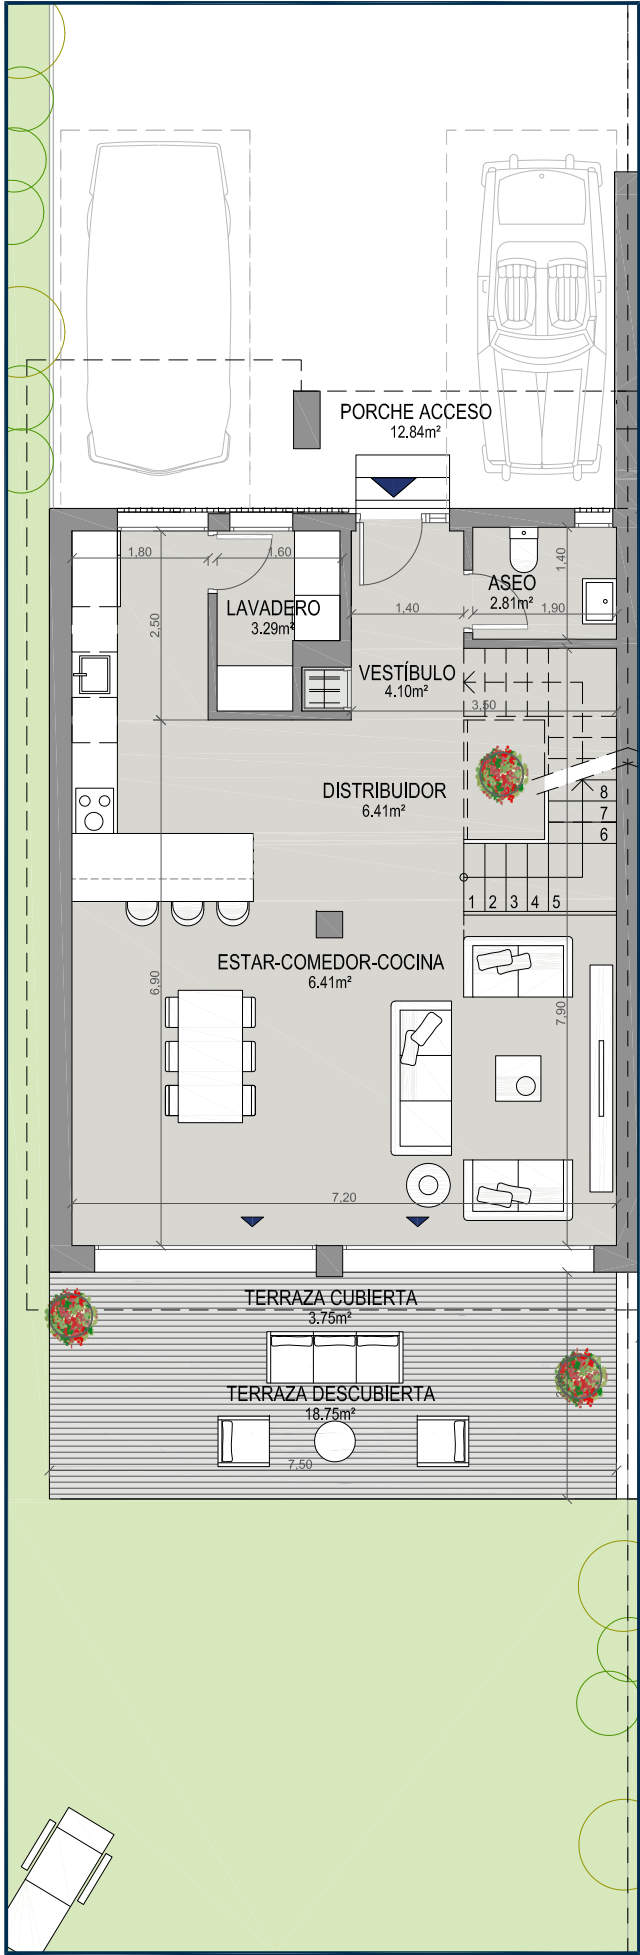 PORCHE ACCESO
12.84m²
1,80
1,60
1,40
ASEO
2.81m²
LAVADERO
3.29m²
1,40
1,90
2,50
VESTÍBULO
4.10m²
3,50
DISTRIBUIDOR
6.41m²
8
7
6
1 2 3 4 5
ESTAR-COMEDOR-COCINA
6.41m²
6,90
7,90
7,20
TERRAZA CUBIERTA
3.75m²
TERRAZA DESCUBIERTA
18.75m²
7,50